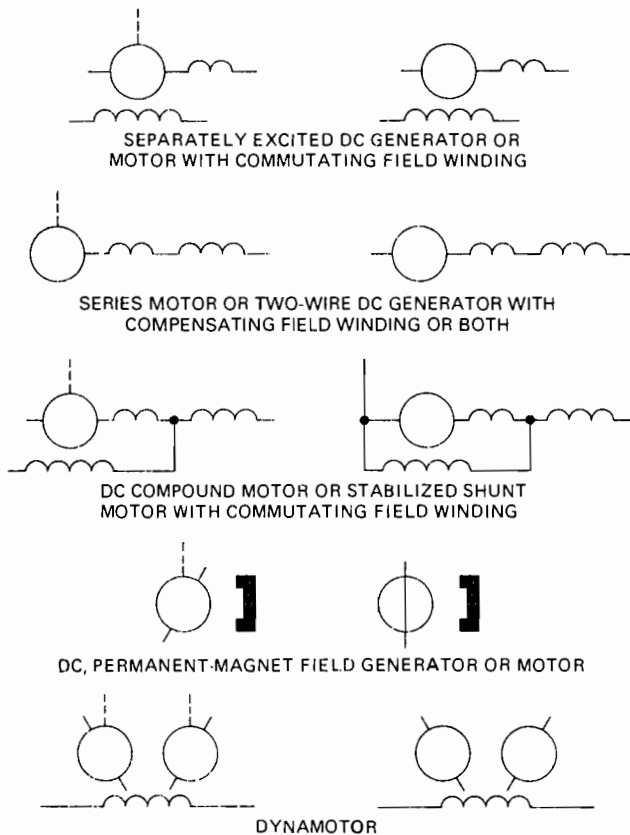 SEPARATELY EXCITED DC GENERATOR OR
MOTOR WITH COMMUTATING FIELD WINDING
SERIES MOTOR OR TWO-WIRE DC GENERATOR WITH
COMPENSATING FIELD WINDING OR BOTH
DC COMPOUND MOTOR OR STABILIZED SHUNT
MOTOR WITH COMMUTATING FIELD WINDING
DC, PERMANENT-MAGNET FIELD GENERATOR OR MOTOR
DYNAMOTOR